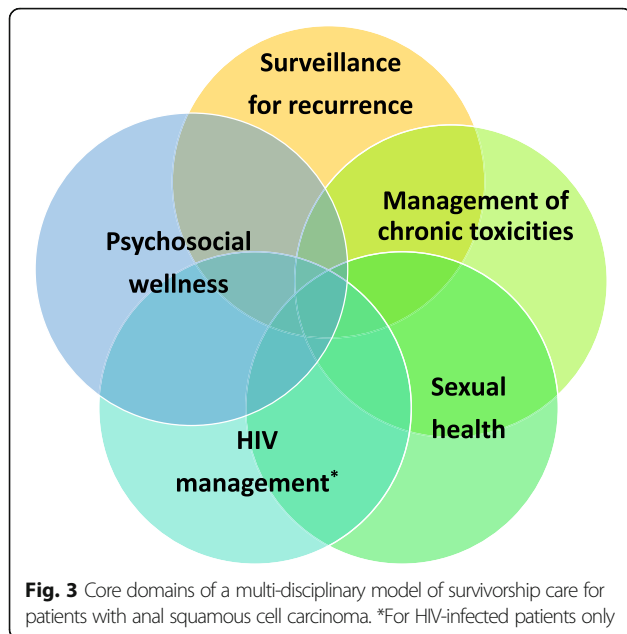 Surveillance
for recurrence
Management of
chronic toxicities
Psychosocial
wellness
Sexual
health
HIV
management*
Fig. 3 Core domains of a multi-disciplinary model of survivorship care for
patients with anal squamous cell carcinoma. *For HIV-infected patients only